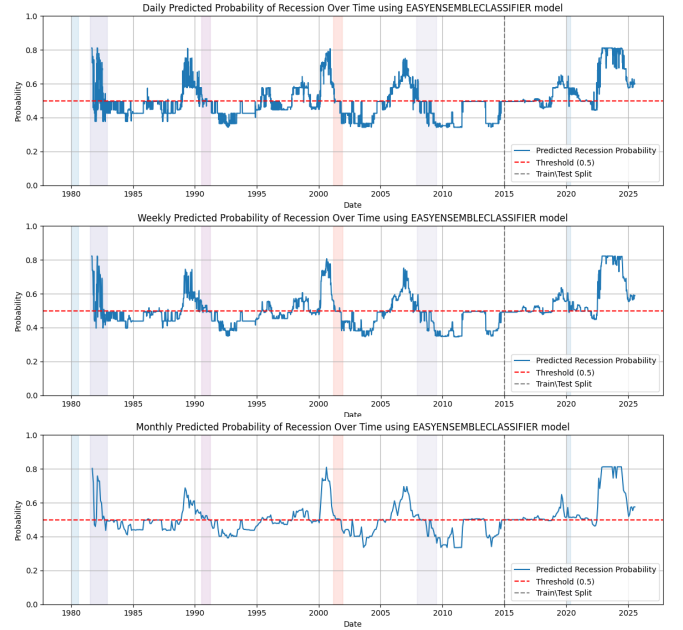 Daily Predicted Probability of Recession Over Time using EASYENSEMBLECLASSIFIER model
1.0
0.8
0.6
0.4
0.2
0.0
Probability
Predicted Recession Probability
Threshold (0.5)
Train\Test Split
1980 1985 1990 1995 2000 2005 2010 2015 2020 2025
Date
Weekly Predicted Probability of Recession Over Time using EASYENSEMBLECLASSIFIER model
1.0
0.8
0.6
0.4
0.2
0.0
Probability
Predicted Recession Probability
Threshold (0.5)
Train\Test Split
1980 1985 1990 1995 2000 2005 2010 2015 2020 2025
Date
Monthly Predicted Probability of Recession Over Time using EASYENSEMBLECLASSIFIER model
1.0
0.8
0.6
0.4
0.2
0.0
Probability
Predicted Recession Probability
Threshold (0.5)
Train\Test Split
1980 1985 1990 1995 2000 2005 2010 2015 2020 2025
Date